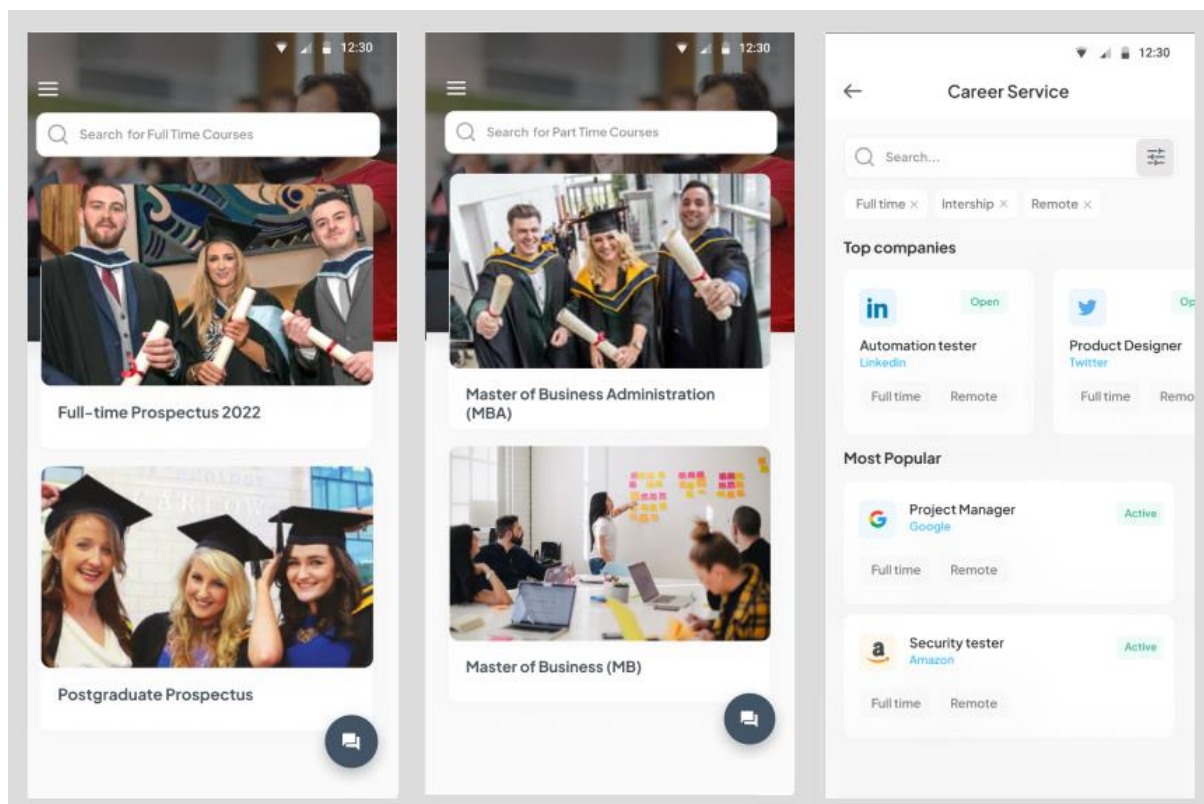 12:30
Search for Full Time Courses
CARLOW
Full-time Prospectus 2022
Postgraduate Prospectus
12:30
Search for Part Time Courses
Master of Business Administration
(MBA)
Master of Business (MB)
12:30
Career Service
Search...
Full time × Intership × Remote ×
Top companies
in Open
Automation tester
Linkedin
Full time Remote
Op
Product Designer
Twitter
Full time Remo
Most Popular
G Project Manager Active
Google
Full time Remote
a Security tester Active
Amazon
Full time Remote